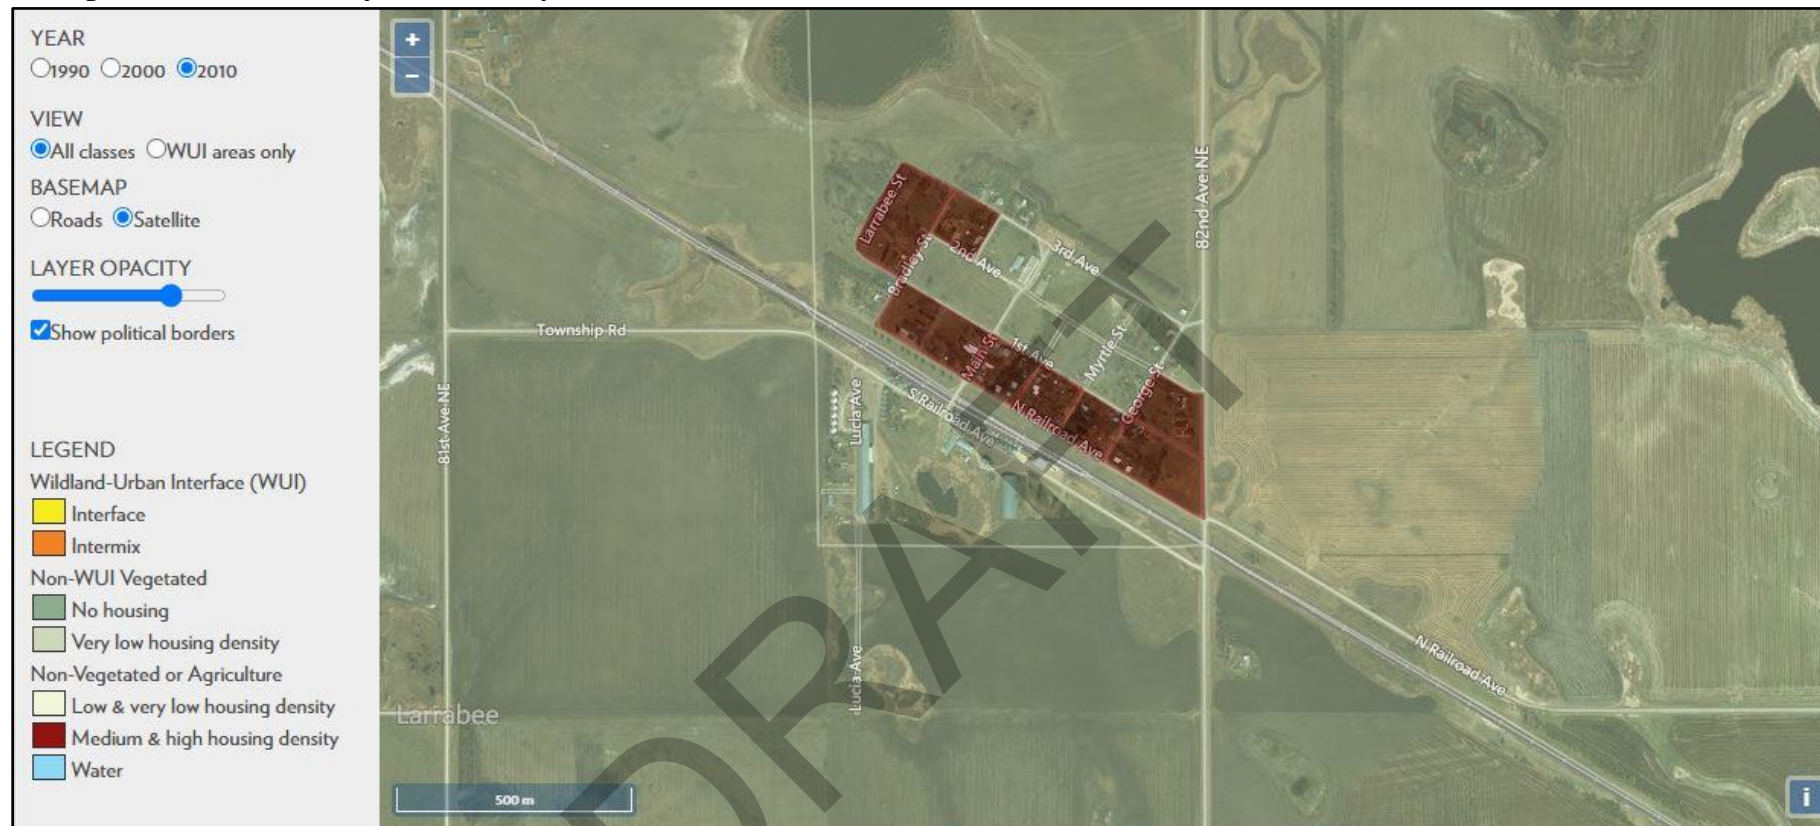 YEAR
1990 2000 2010
VIEW
All classes WUI areas only
BASEMAP
Roads Satellite
LAYER OPACITY
Show political borders
LEGEND
Wildland-Urban Interface (WUI)
Interface
Intermix
Non-WUI Vegetated
No housing
Very low housing density
Non-Vegetated or Agriculture
Low & very low housing density
Medium & high housing density
Water
+
−
Larrabee St
Bradley St
2nd Ave
3rd Ave
82nd Ave NE
Township Rd
Main St
1st Ave
Myrtle St
George St
81st Ave NE
Lucia Ave
S Railroad Ave
N Railroad Ave
N Railroad Ave
Lucia Ave
Larrabee
500 m
i
DRAFT